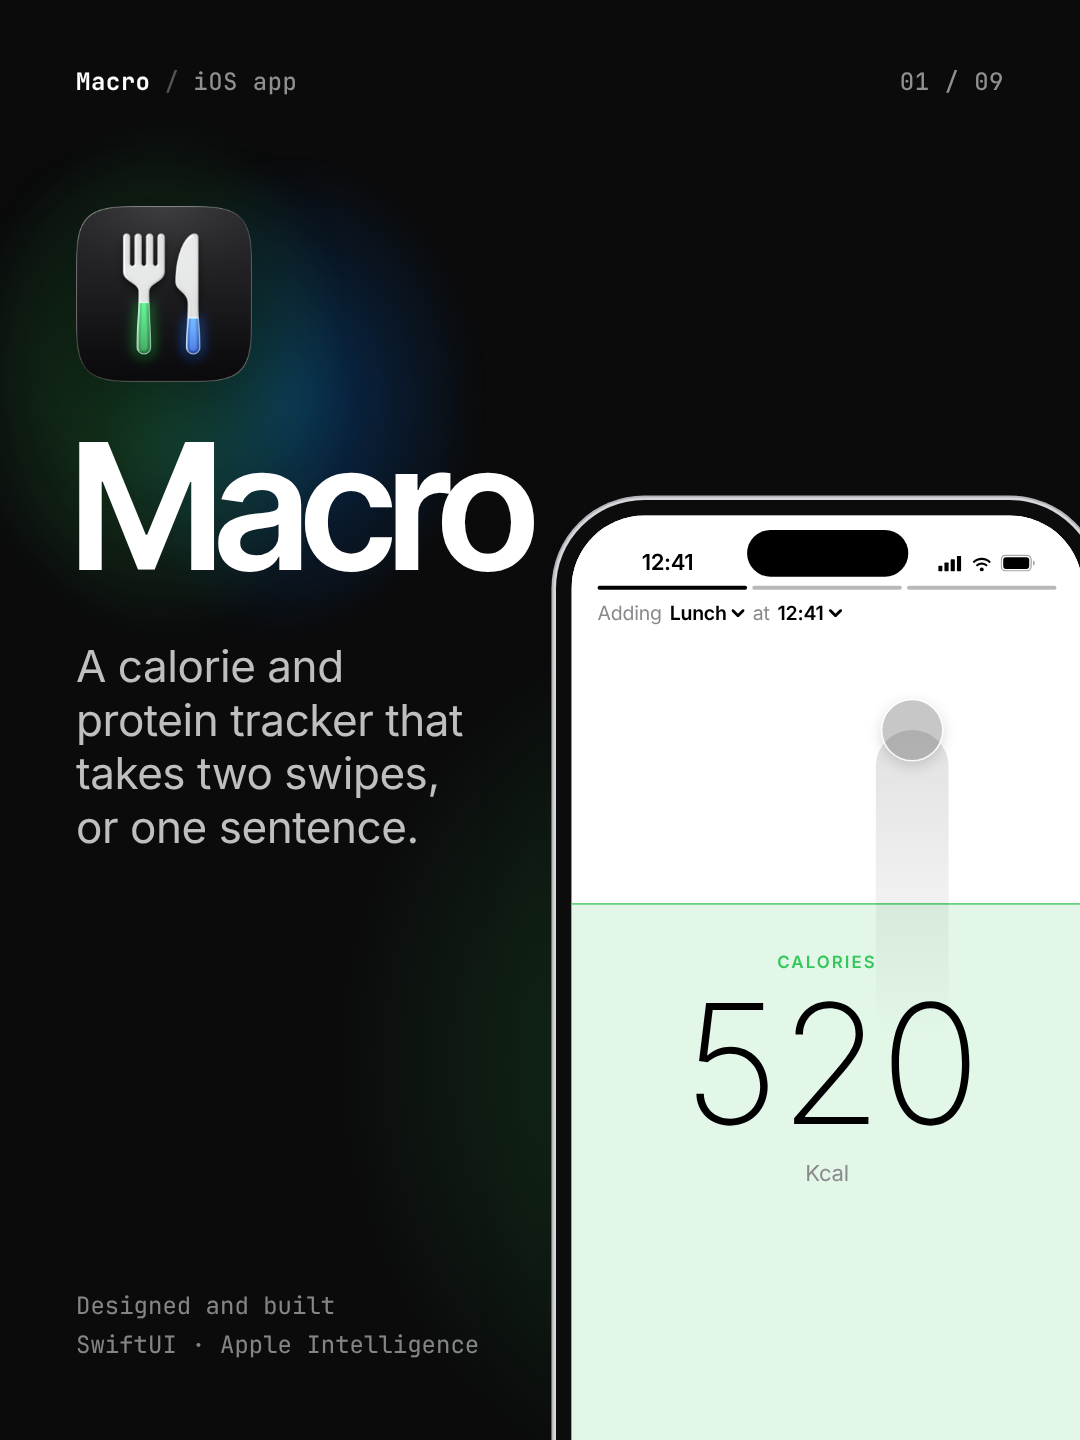 Macro / iOS app
01 / 09
Macro
A calorie and
protein tracker that
takes two swipes,
or one sentence.
12:41
Adding Lunch at 12:41
CALORIES
520
Kcal
Designed and built
SwiftUI · Apple Intelligence